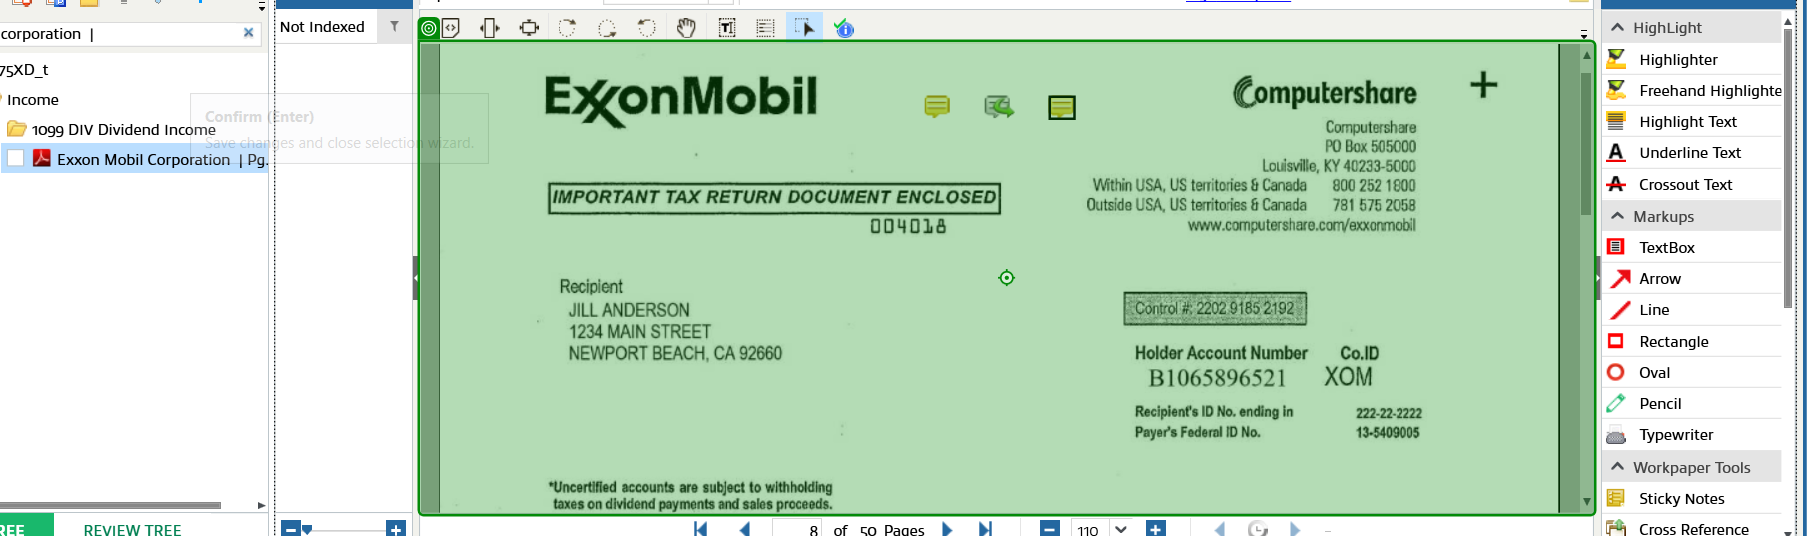 corporation |
Not Indexed
75XD_t
Income
1099 DIV Dividend Income
Exxon Mobil Corporation | Pg.
Confirm (Enter)
Save changes and close selection wizard.
REE
REVIEW TREE
ExxonMobil
Computershare
Computershare
PO Box 505000
Louisville, KY 40233-5000
Within USA, US territories & Canada 800 252 1800
Outside USA, US territories & Canada 781 575 2058
www.computershare.com/exxonmobil
IMPORTANT TAX RETURN DOCUMENT ENCLOSED
004018
Recipient
JILL ANDERSON
1234 MAIN STREET
NEWPORT BEACH, CA 92660
Control #: 2202 9185 2192
Holder Account Number Co.ID
B1065896521 XOM
Recipient's ID No. ending in 222-22-2222
Payer's Federal ID No. 13-5409005
*Uncertified accounts are subject to withholding
taxes on dividend payments and sales proceeds.
8 of 50 Pages
110
HighLight
Highlighter
Freehand Highlighte
Highlight Text
Underline Text
Crossout Text
Markups
TextBox
Arrow
Line
Rectangle
Oval
Pencil
Typewriter
Workpaper Tools
Sticky Notes
Cross Reference